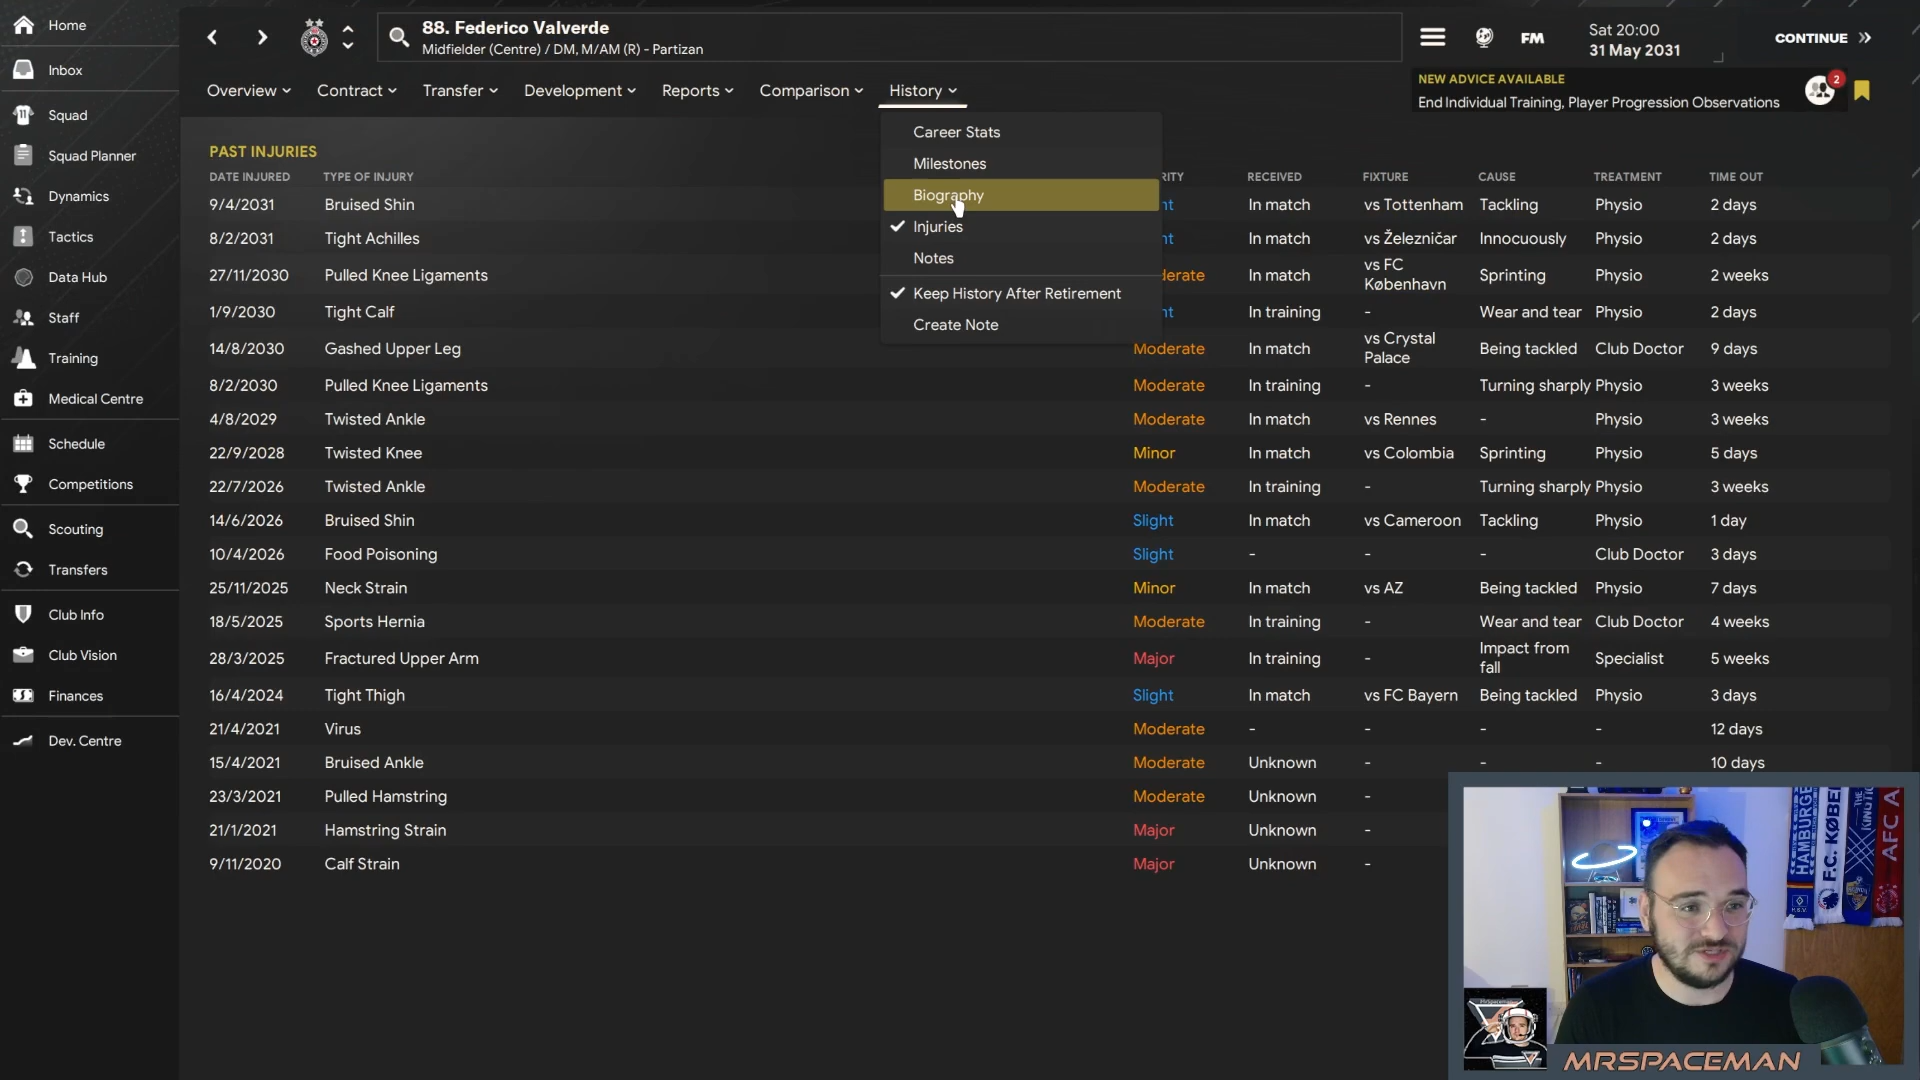 Home
Inbox
Squad
Squad Planner
Dynamics
Tactics
Data Hub
Staff
Training
Medical Centre
Schedule
Competitions
Scouting
Transfers
Club Info
Club Vision
Finances
Dev. Centre
88. Federico Valverde
Midfielder (Centre) / DM, M/AM (R) - Partizan
FM
Sat 20:00
31 May 2031
CONTINUE
Overview Contract Transfer Development Reports Comparison History
NEW ADVICE AVAILABLE
End Individual Training, Player Progression Observations
2
Career Stats
Milestones
Biography
Injuries
Notes
Keep History After Retirement
Create Note
PAST INJURIES
DATE INJURED TYPE OF INJURY RITY RECEIVED FIXTURE CAUSE TREATMENT TIME OUT
9/4/2031 Bruised Shin ht In match vs Tottenham Tackling Physio 2 days
8/2/2031 Tight Achilles ht In match vs Železničar Innocuously Physio 2 days
27/11/2030 Pulled Knee Ligaments erate In match vs FC København Sprinting Physio 2 weeks
1/9/2030 Tight Calf ht In training - Wear and tear Physio 2 days
14/8/2030 Gashed Upper Leg Moderate In match vs Crystal Palace Being tackled Club Doctor 9 days
8/2/2030 Pulled Knee Ligaments Moderate In training - Turning sharply Physio 3 weeks
4/8/2029 Twisted Ankle Moderate In match vs Rennes - Physio 3 weeks
22/9/2028 Twisted Knee Minor In match vs Colombia Sprinting Physio 5 days
22/7/2026 Twisted Ankle Moderate In training - Turning sharply Physio 3 weeks
14/6/2026 Bruised Shin Slight In match vs Cameroon Tackling Physio 1 day
10/4/2026 Food Poisoning Slight - - - Club Doctor 3 days
25/11/2025 Neck Strain Minor In match vs AZ Being tackled Physio 7 days
18/5/2025 Sports Hernia Moderate In training - Wear and tear Club Doctor 4 weeks
28/3/2025 Fractured Upper Arm Major In training - Impact from fall Specialist 5 weeks
16/4/2024 Tight Thigh Slight In match vs FC Bayern Being tackled Physio 3 days
21/4/2021 Virus Moderate - - - - 12 days
15/4/2021 Bruised Ankle Moderate Unknown - - - 10 days
23/3/2021 Pulled Hamstring Moderate Unknown -
21/1/2021 Hamstring Strain Major Unknown -
9/11/2020 Calf Strain Major Unknown -
HAMBURGE
F.C. KØBE
AFC A
MRSPACEMAN